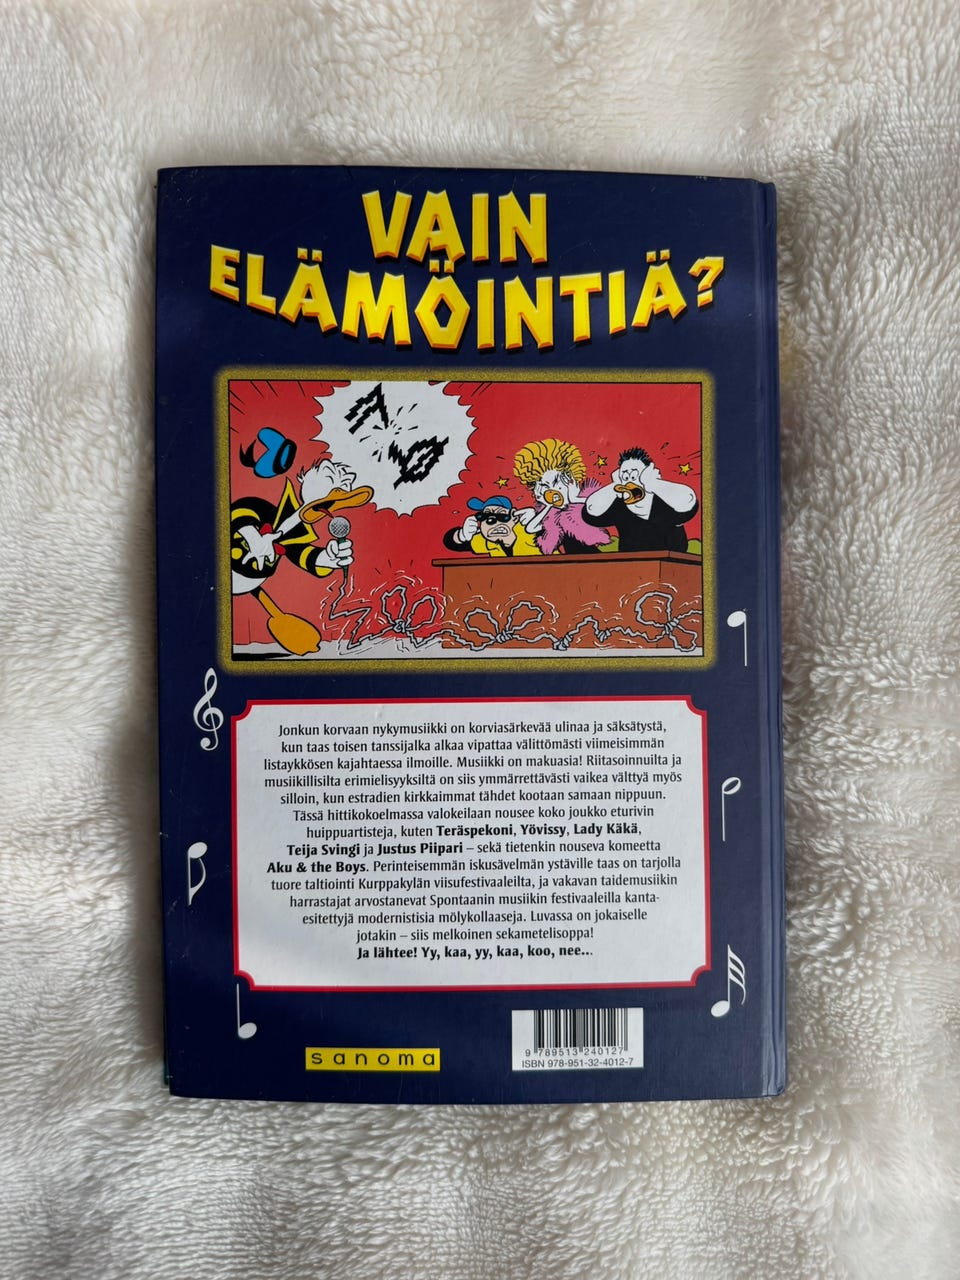 VAIN
ELÄMÖINTIÄ?
Jonkun korvaan nykymusiikki on korviasärkevää ulinaa ja säksätystä,
kun taas toisen tanssijalka alkaa vipattaa välittömästi viimeisimmän
listaykkösen kajahtaessa ilmoille. Musiikki on makuasia! Riitasoinnuilta ja
musiikillisilta erimielisyyksiltä on siis ymmärrettävästi vaikea välttyä myös
silloin, kun estradien kirkkaimmat tähdet kootaan samaan nippuun.
Tässä hittikokoelmassa valokeilaan nousee koko joukko eturivin
huippuartisteja, kuten Teräspekoni, Yövissy, Lady Käkä,
Teija Svingi ja Justus Piipari – sekä tietenkin nouseva komeetta
Aku & the Boys. Perinteisemmän iskusävelmän ystäville taas on tarjolla
tuore taltiointi Kurppakylän viisufestivaaleilta, ja vakavan taidemusiikin
harrastajat arvostanevat Spontaanin musiikin festivaaleilla kanta-
esitettyjä modernistisia mölykollaaseja. Luvassa on jokaiselle
jotakin – siis melkoinen sekametelisoppa!
Ja lähtee! Yy, kaa, yy, kaa, koo, nee...
sanoma
9 789513 240127
ISBN 978-951-32-4012-7